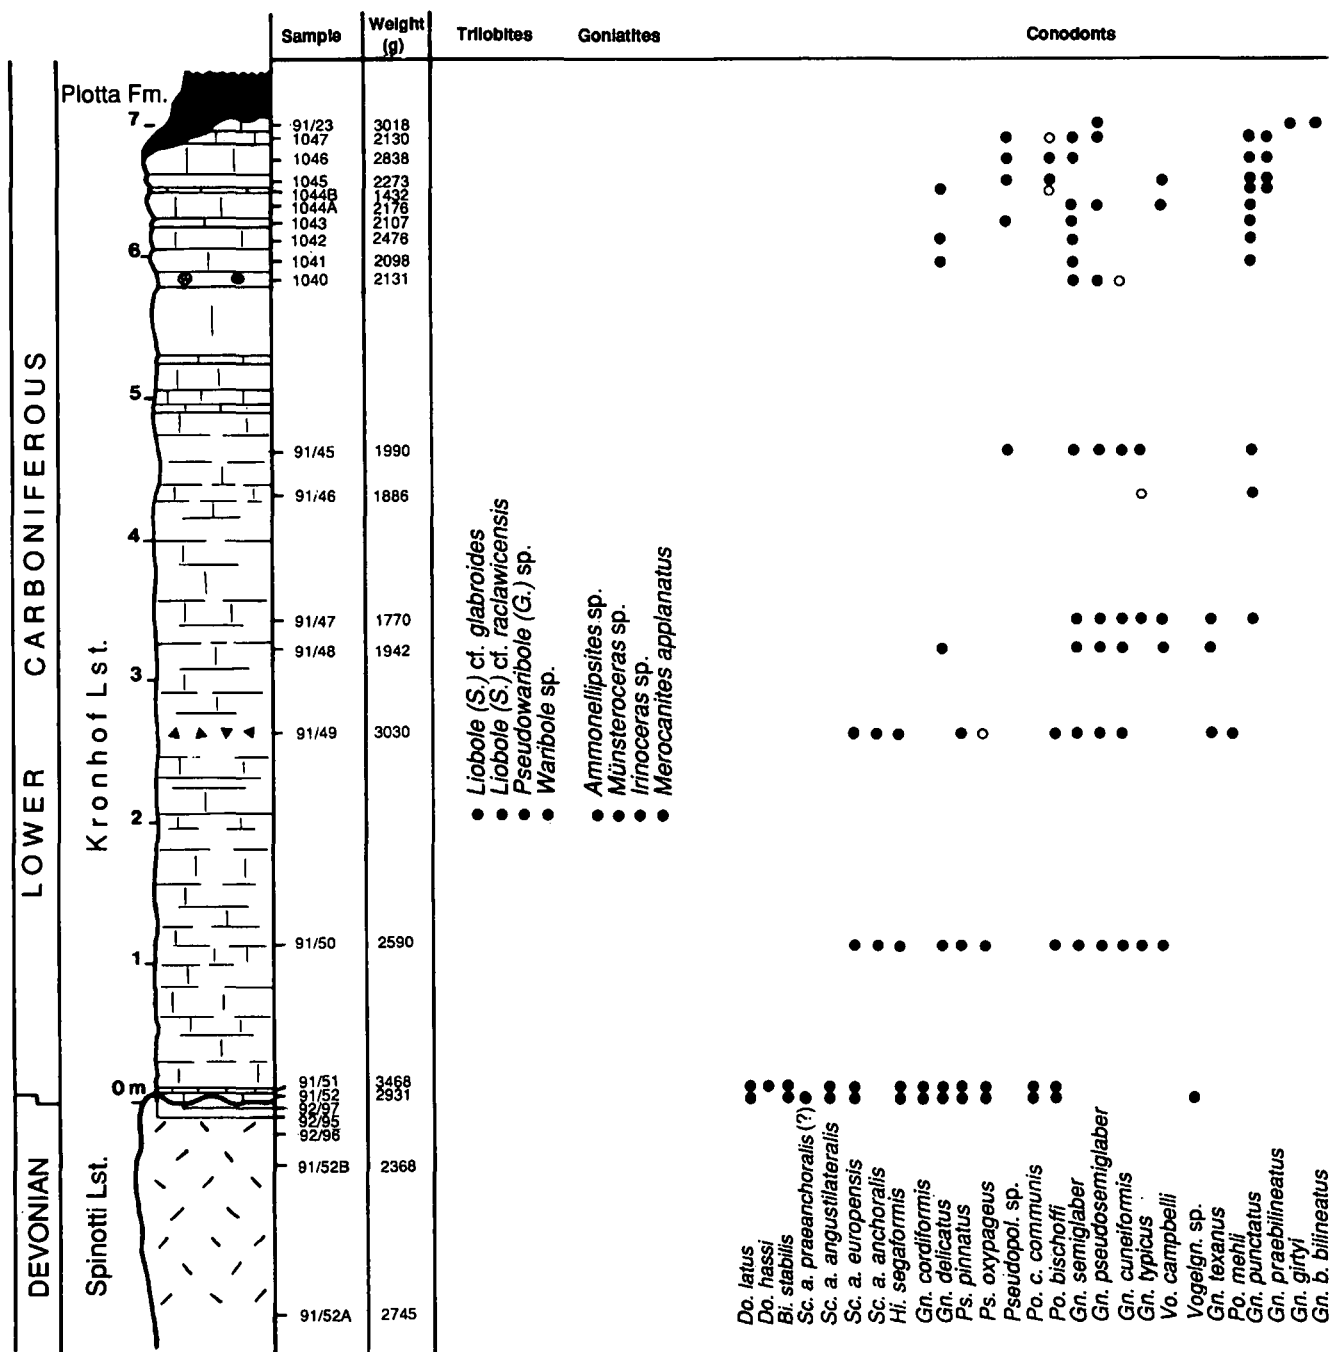 Sample Weight (g) Trilobites Goniatites Conodonts
Plotta Fm.
7
91/23 3018
1047 2130
1046 2838
1045 2273
1044B 1432
1044A 2176
1043 2107
1042 2476
6
1041 2098
1040 2131
5
91/45 1990
91/46 1886
4
91/47 1770
91/48 1942
3
91/49 3030
2
91/50 2590
1
0 m
91/51 3468
91/52 2931
92/97
92/95
92/96
91/52B 2368
91/52A 2745
LOWER CARBONIFEROUS
DEVONIAN
Kronhof Lst.
Spinotti Lst.
Liobole (S.) cf. glabroides
Liobole (S.) cf. raclawicensis
Pseudowaribole (G.) sp.
Waribole sp.
Ammonellipsites sp.
Münsteroceras sp.
Irinoceras sp.
Merocanites applanatus
Do. latus
Do. hassi
Bi. stabilis
Sc. a. praeanchoralis (?)
Sc. a. angustilateralis
Sc. a. europensis
Sc. a. anchoralis
Hi. segaformis
Gn. cordiformis
Gn. delicatus
Ps. pinnatus
Ps. oxypageus
Pseudopol. sp.
Po. c. communis
Po. bischoffi
Gn. semiglaber
Gn. pseudosemiglaber
Gn. cuneiformis
Gn. typicus
Vo. campbelli
Vogelgn. sp.
Gn. texanus
Po. mehli
Gn. punctatus
Gn. praebilineatus
Gn. girtyi
Gn. b. bilineatus